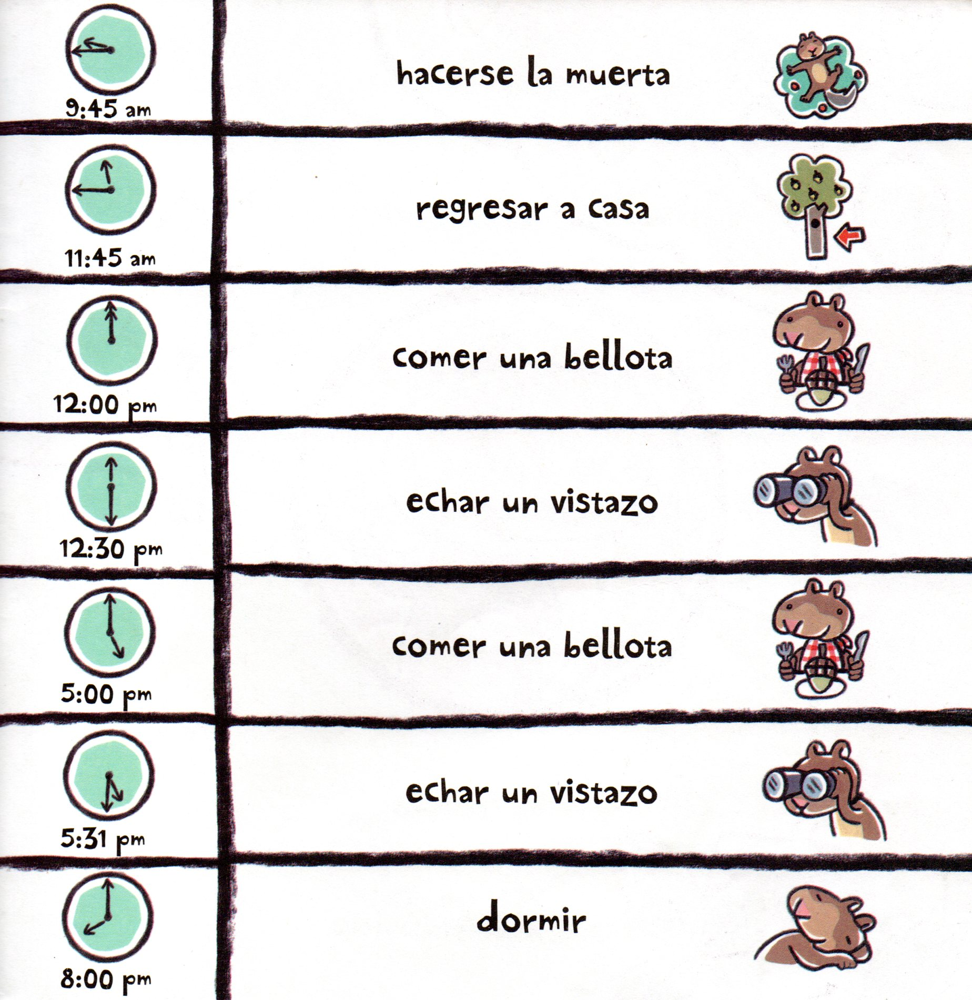 9:45 am
hacerse la muerta
11:45 am
regresar a casa
12:00 pm
comer una bellota
12:30 pm
echar un vistazo
5:00 pm
comer una bellota
5:31 pm
echar un vistazo
8:00 pm
dormir